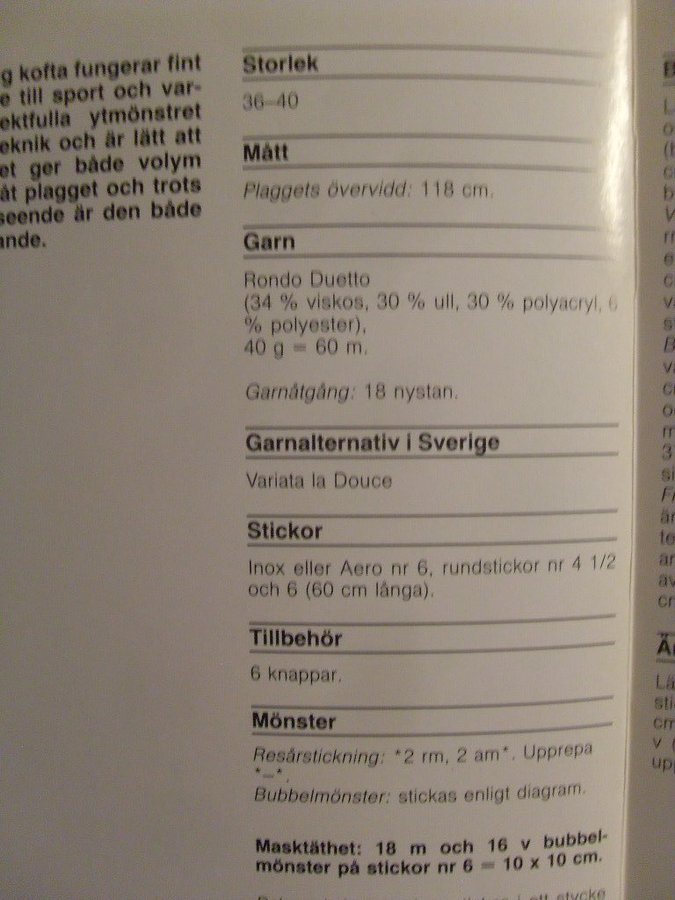 g kofta fungerar fint
e till sport och var-
ektfulla ytmönstret
eknik och är lätt att
et ger både volym
åt plagget och trots
seende är den både
ande.
Storlek
36–40
Mått
Plaggets övervidd: 118 cm.
Garn
Rondo Duetto
(34 % viskos, 30 % ull, 30 % polyacryl, 6
% polyester),
40 g = 60 m.
Garnåtgång: 18 nystan.
Garnalternativ i Sverige
Variata la Douce
Stickor
Inox eller Aero nr 6, rundstickor nr 4 1/2
och 6 (60 cm långa).
Tillbehör
6 knappar.
Mönster
Resårstickning: *2 rm, 2 am*. Upprepa
*–*.
Bubbelmönster: stickas enligt diagram.
Masktäthet: 18 m och 16 v bubbel-
mönster på stickor nr 6 = 10 x 10 cm.
i ett stycke